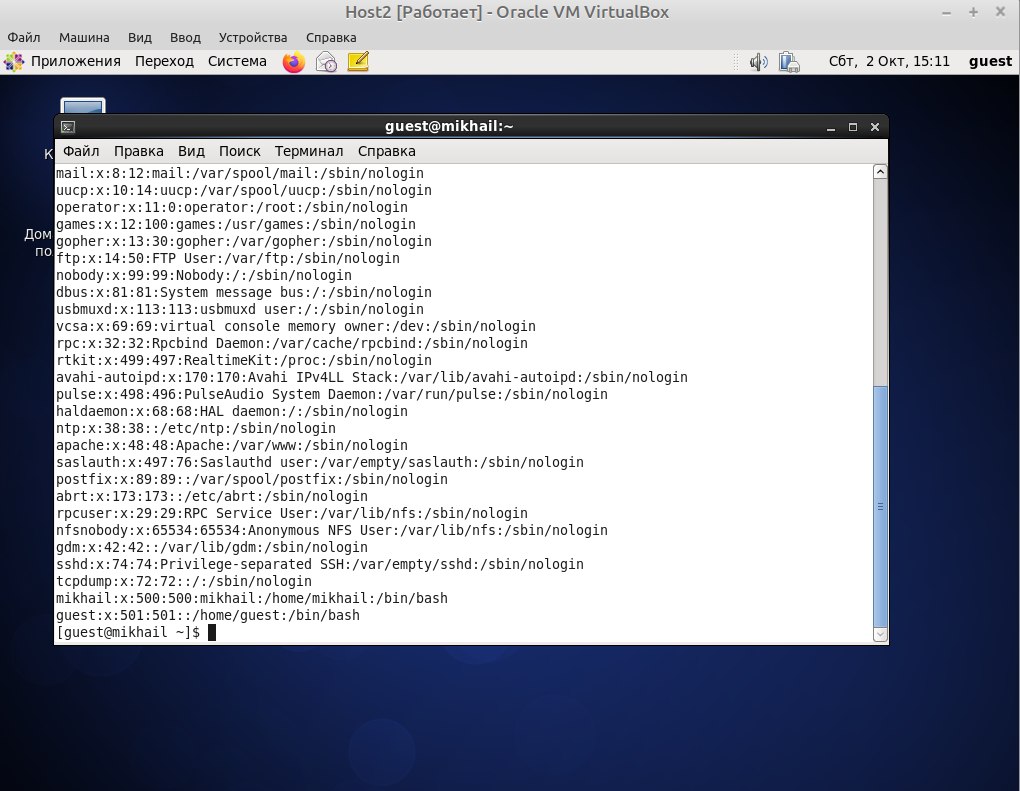 Host2 [Работает] - Oracle VM VirtualBox
Файл Машина Вид Ввод Устройства Справка
Приложения Переход Система Сбт, 2 Окт, 15:11 guest
guest@mikhail:~
Файл Правка Вид Поиск Терминал Справка
mail:x:8:12:mail:/var/spool/mail:/sbin/nologin
uucp:x:10:14:uucp:/var/spool/uucp:/sbin/nologin
operator:x:11:0:operator:/root:/sbin/nologin
games:x:12:100:games:/usr/games:/sbin/nologin
gopher:x:13:30:gopher:/var/gopher:/sbin/nologin
ftp:x:14:50:FTP User:/var/ftp:/sbin/nologin
nobody:x:99:99:Nobody:/:/sbin/nologin
dbus:x:81:81:System message bus:/:/sbin/nologin
usbmuxd:x:113:113:usbmuxd user:/:/sbin/nologin
vcsa:x:69:69:virtual console memory owner:/dev:/sbin/nologin
rpc:x:32:32:Rpcbind Daemon:/var/cache/rpcbind:/sbin/nologin
rtkit:x:499:497:RealtimeKit:/proc:/sbin/nologin
avahi-autoipd:x:170:170:Avahi IPv4LL Stack:/var/lib/avahi-autoipd:/sbin/nologin
pulse:x:498:496:PulseAudio System Daemon:/var/run/pulse:/sbin/nologin
haldaemon:x:68:68:HAL daemon:/:/sbin/nologin
ntp:x:38:38::/etc/ntp:/sbin/nologin
apache:x:48:48:Apache:/var/www:/sbin/nologin
saslauth:x:497:76:Saslauthd user:/var/empty/saslauth:/sbin/nologin
postfix:x:89:89::/var/spool/postfix:/sbin/nologin
abrt:x:173:173::/etc/abrt:/sbin/nologin
rpcuser:x:29:29:RPC Service User:/var/lib/nfs:/sbin/nologin
nfsnobody:x:65534:65534:Anonymous NFS User:/var/lib/nfs:/sbin/nologin
gdm:x:42:42::/var/lib/gdm:/sbin/nologin
sshd:x:74:74:Privilege-separated SSH:/var/empty/sshd:/sbin/nologin
tcpdump:x:72:72::/:/sbin/nologin
mikhail:x:500:500:mikhail:/home/mikhail:/bin/bash
guest:x:501:501::/home/guest:/bin/bash
[guest@mikhail ~]$